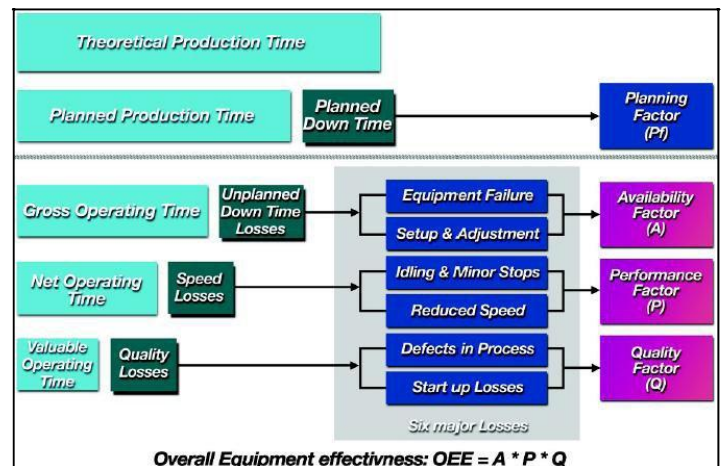 Theoretical Production Time
Planned Production Time
Planned
Down Time
Planning
Factor
(Pf)
Gross Operating Time
Unplanned
Down Time
Losses
Equipment Failure
Setup & Adjustment
Availability
Factor
(A)
Net Operating
Time
Speed
Losses
Idling & Minor Stops
Reduced Speed
Performance
Factor
(P)
Valuable
Operating
Time
Quality
Losses
Defects in Process
Start up Losses
Quality
Factor
(Q)
Six major Losses
Overall Equipment effectivness: OEE = A * P * Q